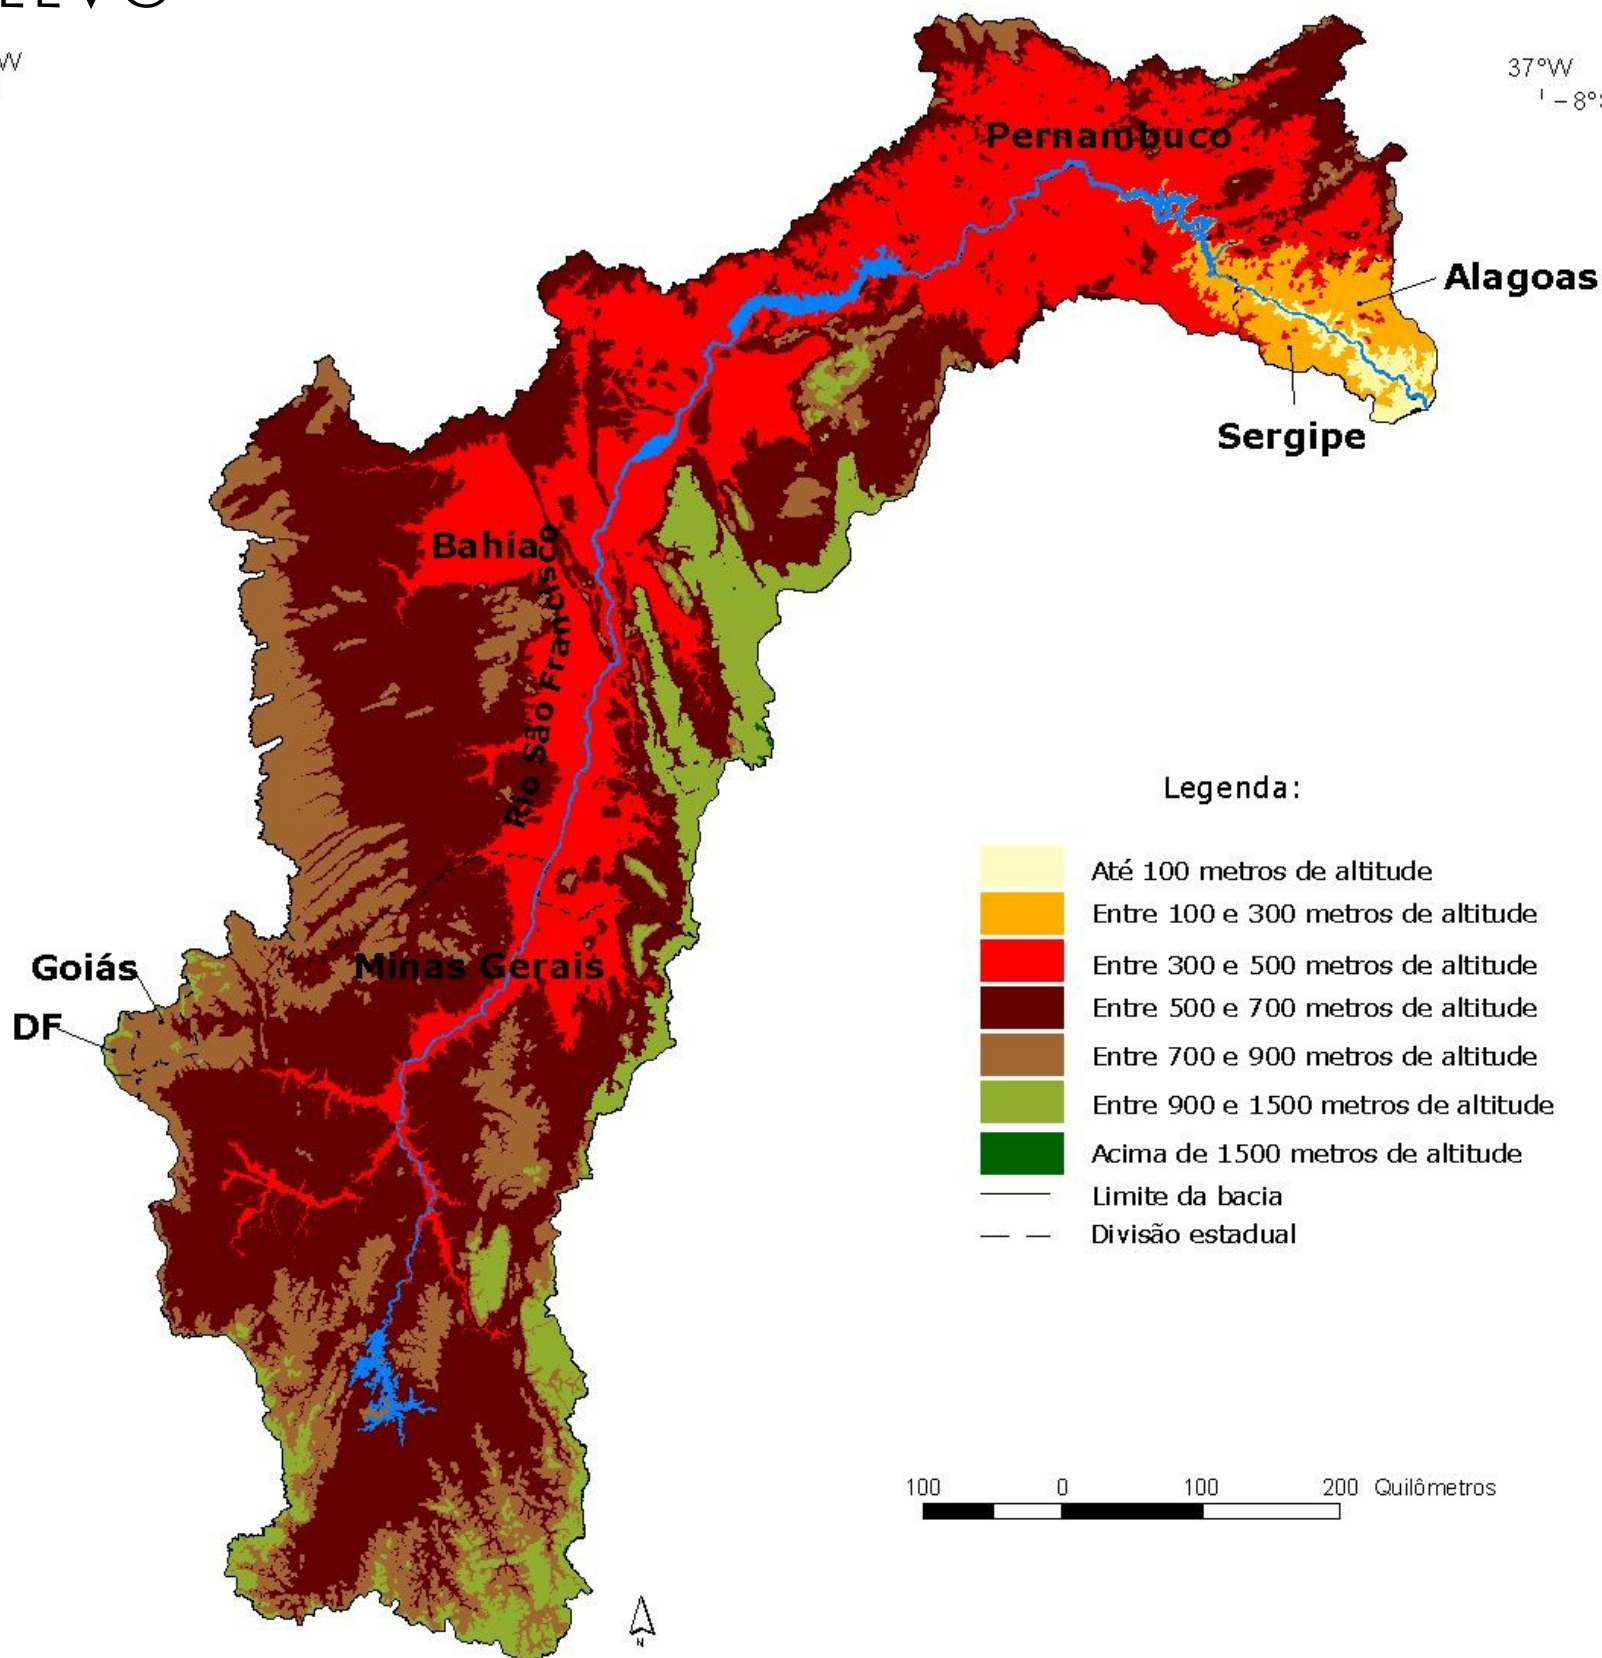 37°W
Pernambuco
Alagoas
Sergipe
Bahia
Rio São Francisco
Goiás
Minas Gerais
DF
Legenda:
Até 100 metros de altitude
Entre 100 e 300 metros de altitude
Entre 300 e 500 metros de altitude
Entre 500 e 700 metros de altitude
Entre 700 e 900 metros de altitude
Entre 900 e 1500 metros de altitude
Acima de 1500 metros de altitude
Limite da bacia
Divisão estadual
100 0 100 200 Quilômetros
N